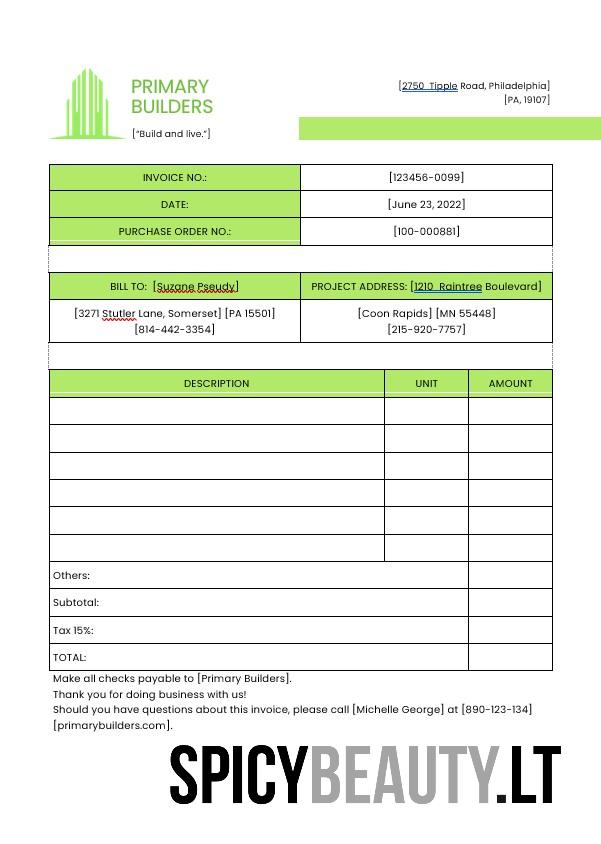 PRIMARY
BUILDERS
["Build and live."]
[2750 Tipple Road, Philadelphia]
[PA, 19107]
INVOICE NO.: [123456-0099]
DATE: [June 23, 2022]
PURCHASE ORDER NO.: [100-000881]
BILL TO: [Suzane Pseudy] PROJECT ADDRESS: [1210 Raintree Boulevard]
[3271 Stutler Lane, Somerset] [PA 15501] [Coon Rapids] [MN 55448]
[814-442-3354] [215-920-7757]
DESCRIPTION UNIT AMOUNT
Others:
Subtotal:
Tax 15%:
TOTAL:
Make all checks payable to [Primary Builders].
Thank you for doing business with us!
Should you have questions about this invoice, please call [Michelle George] at [890-123-134]
[primarybuilders.com].
SPICYBEAUTY.LT